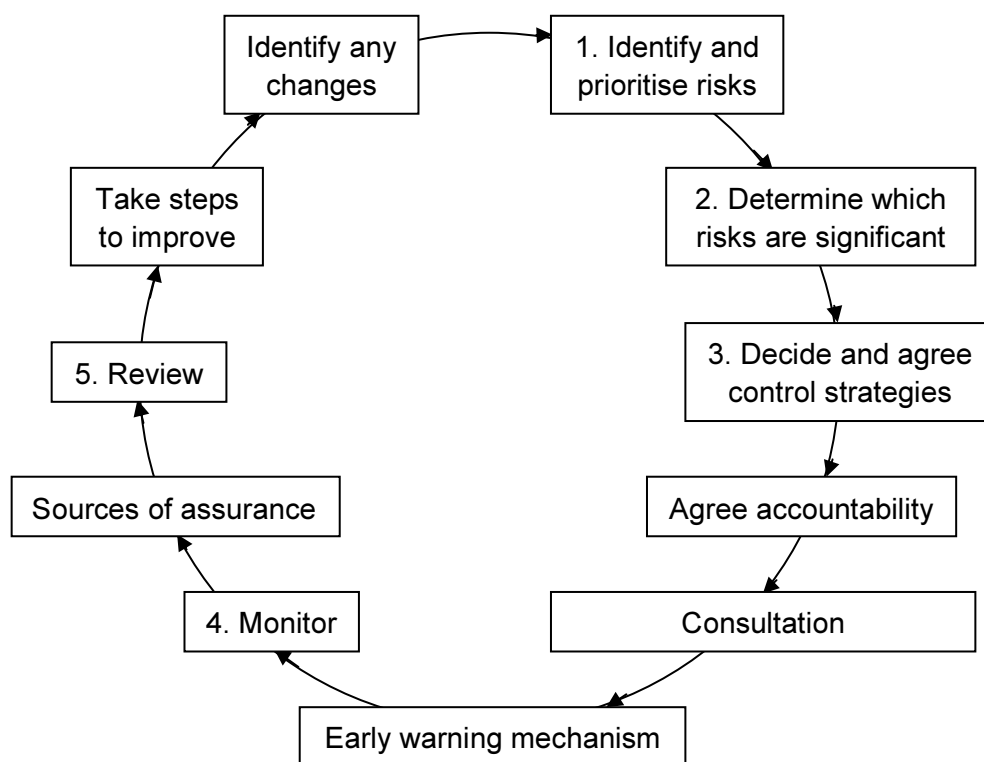 Identify any
changes
1. Identify and
prioritise risks
2. Determine which
risks are significant
3. Decide and agree
control strategies
Agree accountability
Consultation
Early warning mechanism
4. Monitor
Sources of assurance
5. Review
Take steps
to improve